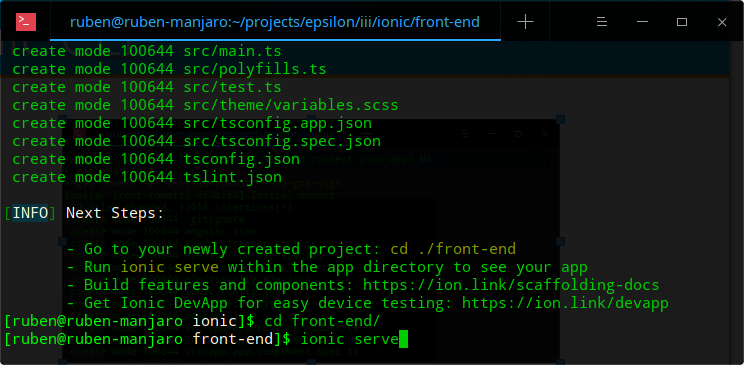 ruben@ruben-manjaro:~/projects/epsilon/iii/ionic/front-end
create mode 100644 src/main.ts
create mode 100644 src/polyfills.ts
create mode 100644 src/test.ts
create mode 100644 src/theme/variables.scss
create mode 100644 src/tsconfig.app.json
create mode 100644 src/tsconfig.spec.json
create mode 100644 tsconfig.json
create mode 100644 tslint.json
[INFO] Next Steps:
- Go to your newly created project: cd ./front-end
- Run ionic serve within the app directory to see your app
- Build features and components: https://ion.link/scaffolding-docs
- Get Ionic DevApp for easy device testing: https://ion.link/devapp
[ruben@ruben-manjaro ionic]$ cd front-end/
[ruben@ruben-manjaro front-end]$ ionic serve